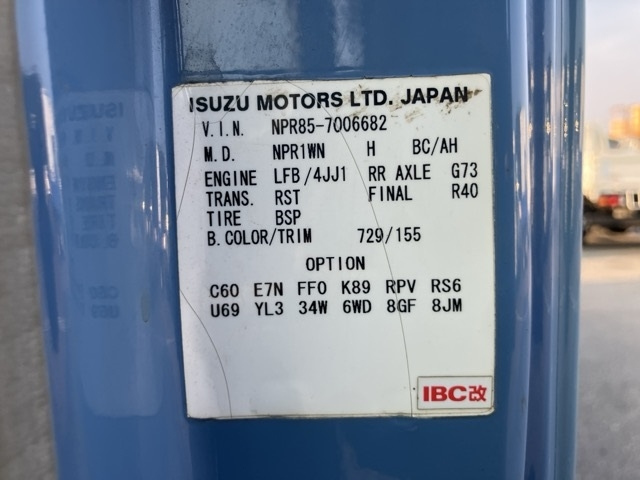 ISUZU MOTORS LTD. JAPAN
V.I.N. NPR85-7006682
M.D. NPR1WN H BC/AH
ENGINE LFB/4JJ1 RR AXLE G73
TRANS. RST FINAL R40
TIRE BSP
B.COLOR/TRIM 729/155
OPTION
C60 E7N FF0 K89 RPV RS6
U69 YL3 34W 6WD 8GF 8JM
IBC改